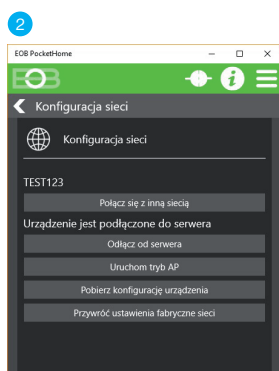 2
EOB PocketHome
EOB
Konfiguracja sieci
Konfiguracja sieci
TEST123
Połącz się z inną siecią
Urządzenie jest podłączone do serwera
Odłącz od serwera
Uruchom tryb AP
Pobierz konfigurację urządzenia
Przywróć ustawienia fabryczne sieci